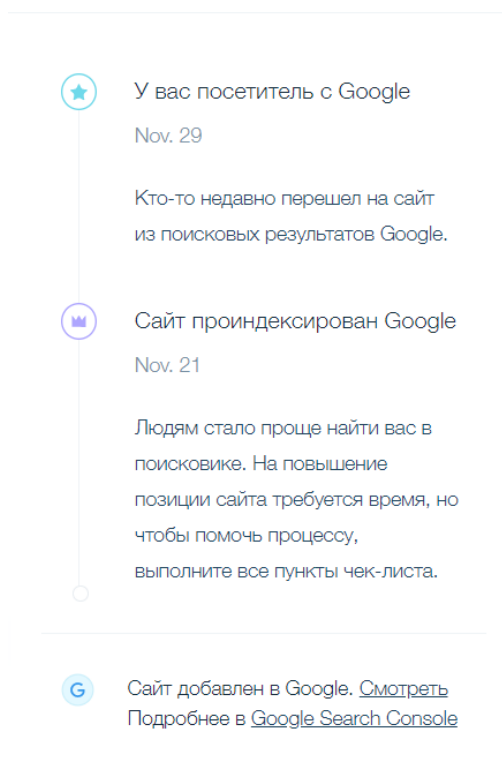 У вас посетитель с Google
Nov. 29
Кто-то недавно перешел на сайт
из поисковых результатов Google.
Сайт проиндексирован Google
Nov. 21
Людям стало проще найти вас в
поисковике. На повышение
позиции сайта требуется время, но
чтобы помочь процессу,
выполните все пункты чек-листа.
G
Сайт добавлен в Google. Смотреть
Подробнее в Google Search Console